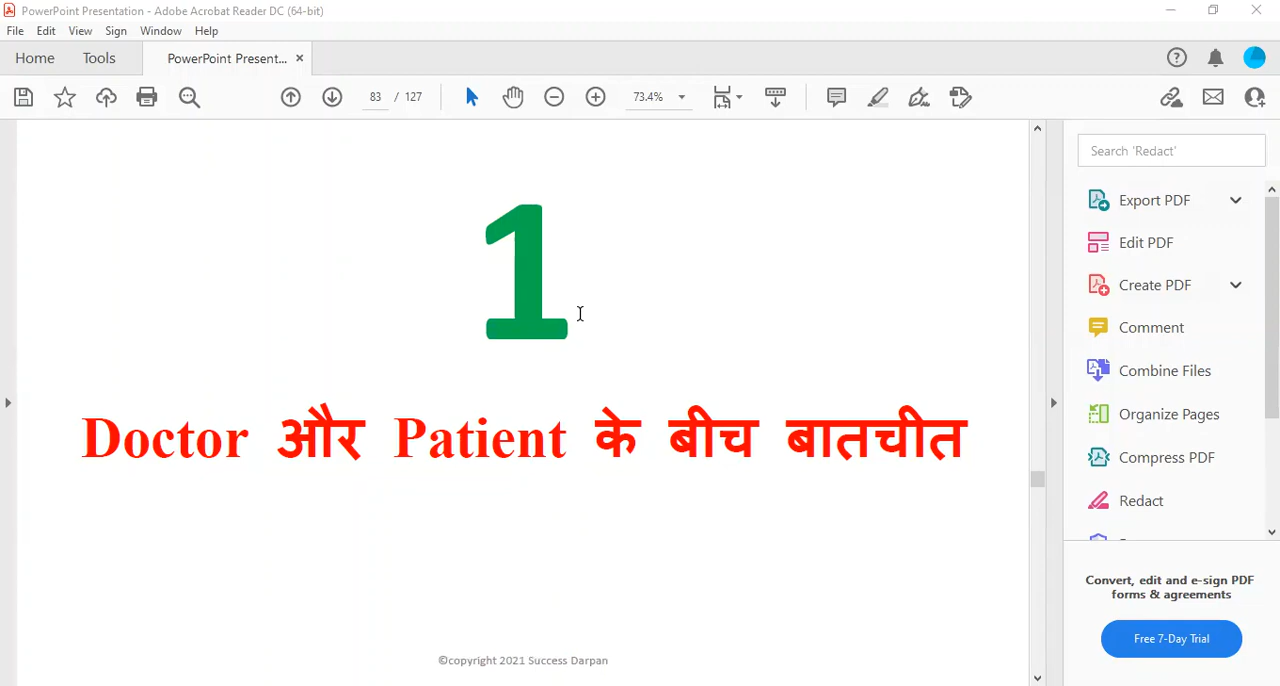 PowerPoint Presentation - Adobe Acrobat Reader DC (64-bit)
File Edit View Sign Window Help
Home Tools PowerPoint Present... ×
83 / 127 73.4%
Search 'Redact'
Export PDF
Edit PDF
Create PDF
Comment
Combine Files
Organize Pages
Compress PDF
Redact
Convert, edit and e-sign PDF
forms & agreements
Free 7-Day Trial
1
Doctor और Patient के बीच बातचीत
©copyright 2021 Success Darpan